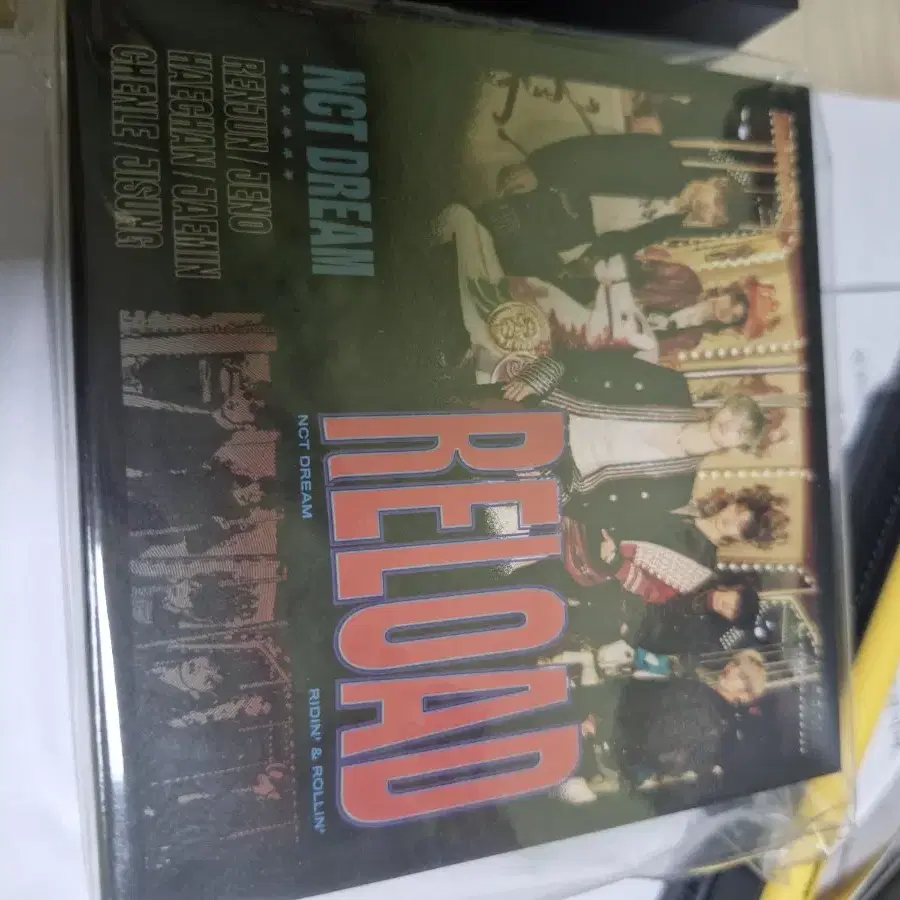 NCT DREAM
RENJUN / JENO
HAECHAN / JAEMIN
CHENLE / JISUNG
RELOAD
NCT DREAM
RIDIN' & ROLLIN'